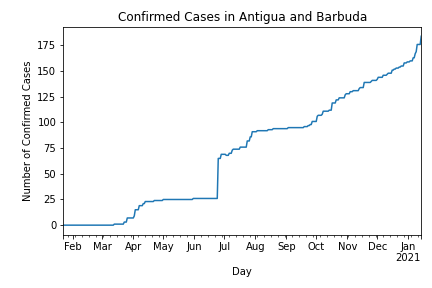 Confirmed Cases in Antigua and Barbuda
Number of Confirmed Cases
175
150
125
100
75
50
25
0
Feb Mar Apr May Jun Jul Aug Sep Oct Nov Dec Jan
2021
Day